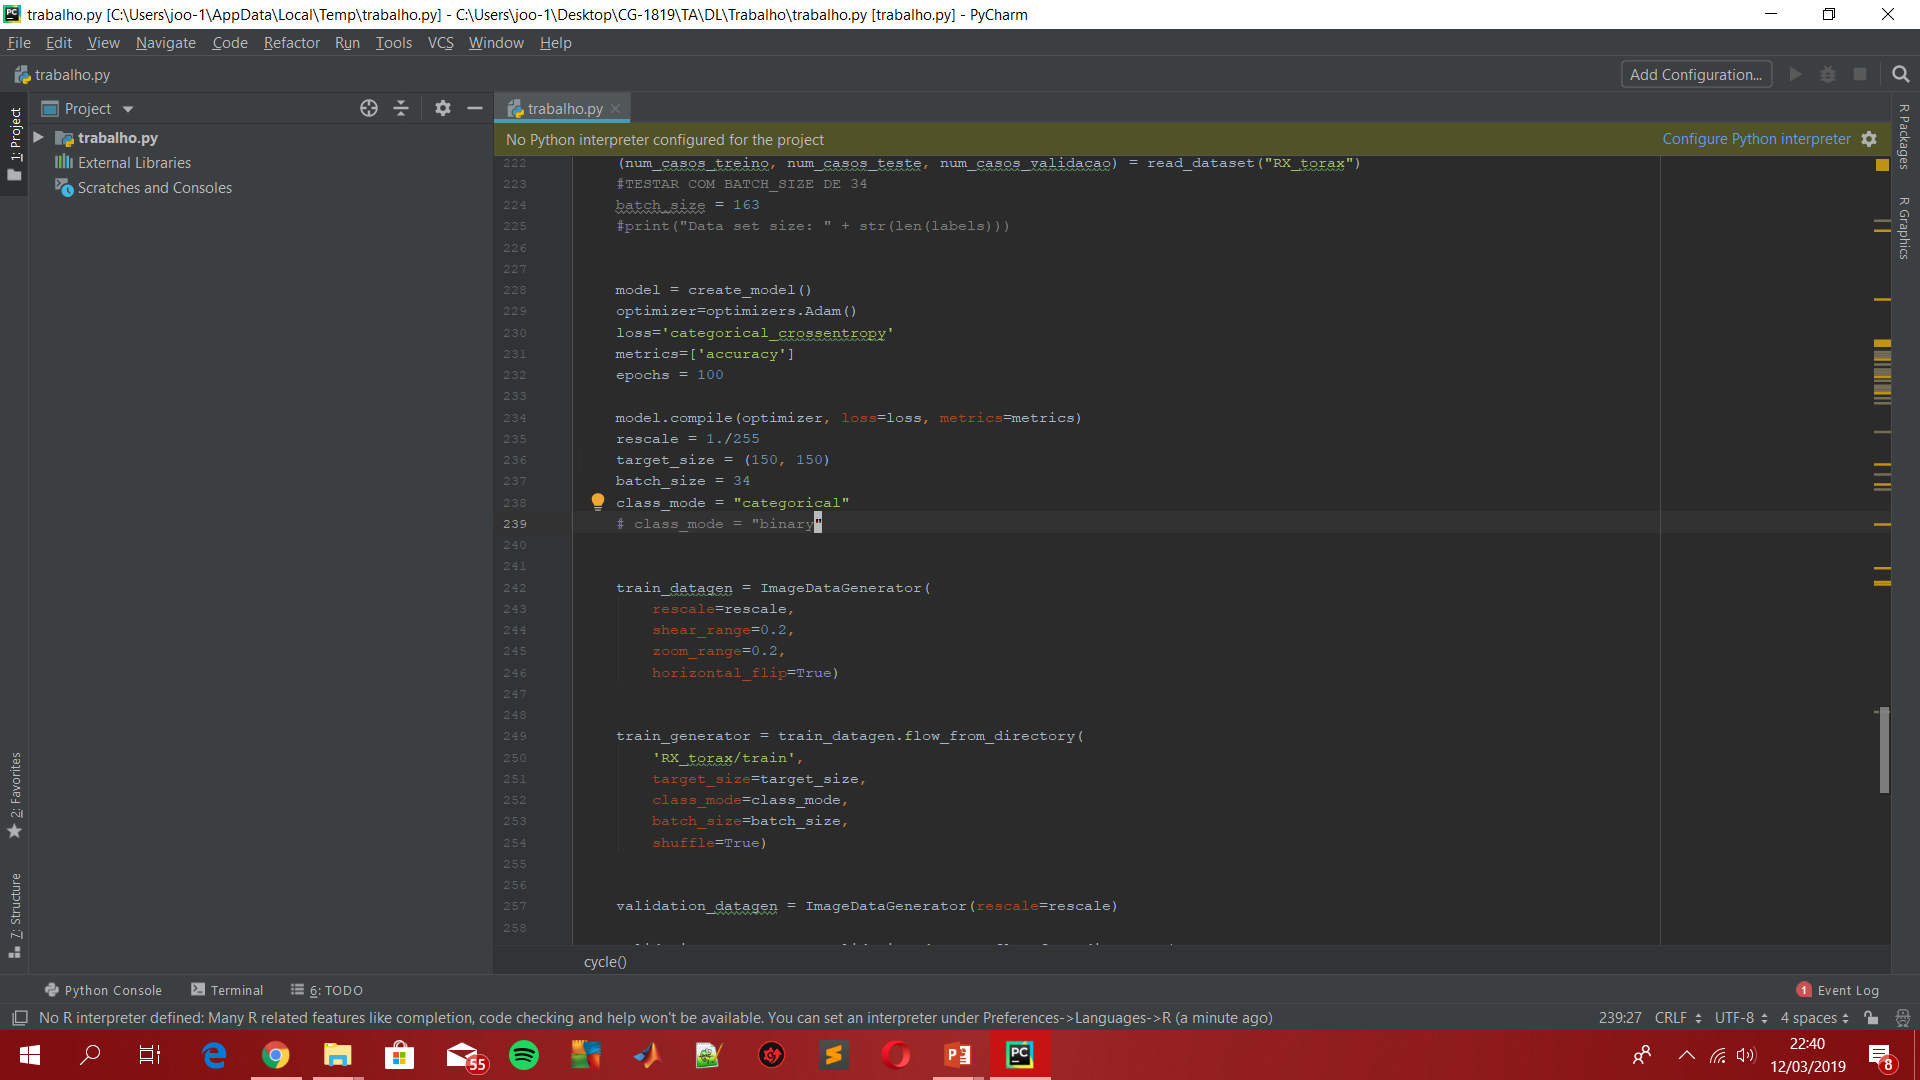 trabalho.py [C:\Users\joo-1\AppData\Local\Temp\trabalho.py] - C:\Users\joo-1\Desktop\CG-1819\TA\DL\Trabalho\trabalho.py [trabalho.py] - PyCharm
File Edit View Navigate Code Refactor Run Tools VCS Window Help
trabalho.py
Add Configuration...
1: Project
Project
trabalho.py
External Libraries
Scratches and Consoles
trabalho.py
No Python interpreter configured for the project
Configure Python interpreter
222 (num_casos_treino, num_casos_teste, num_casos_validacao) = read_dataset("RX_torax")
223 #TESTAR COM BATCH_SIZE DE 34
224 batch_size = 163
225 #print("Data set size: " + str(len(labels)))
226
227
228 model = create_model()
229 optimizer=optimizers.Adam()
230 loss='categorical_crossentropy'
231 metrics=['accuracy']
232 epochs = 100
233
234 model.compile(optimizer, loss=loss, metrics=metrics)
235 rescale = 1./255
236 target_size = (150, 150)
237 batch_size = 34
238 class_mode = "categorical"
239 # class_mode = "binary"
240
241
242 train_datagen = ImageDataGenerator(
243 rescale=rescale,
244 shear_range=0.2,
245 zoom_range=0.2,
246 horizontal_flip=True)
247
248
249 train_generator = train_datagen.flow_from_directory(
250 'RX_torax/train',
251 target_size=target_size,
252 class_mode=class_mode,
253 batch_size=batch_size,
254 shuffle=True)
255
256
257 validation_datagen = ImageDataGenerator(rescale=rescale)
258
cycle()
R Packages
R Graphics
2: Favorites
7: Structure
Python Console
Terminal
6: TODO
1 Event Log
No R interpreter defined: Many R related features like completion, code checking and help won't be available. You can set an interpreter under Preferences->Languages->R (a minute ago)
239:27 CRLF UTF-8 4 spaces
55
22:40
12/03/2019
8